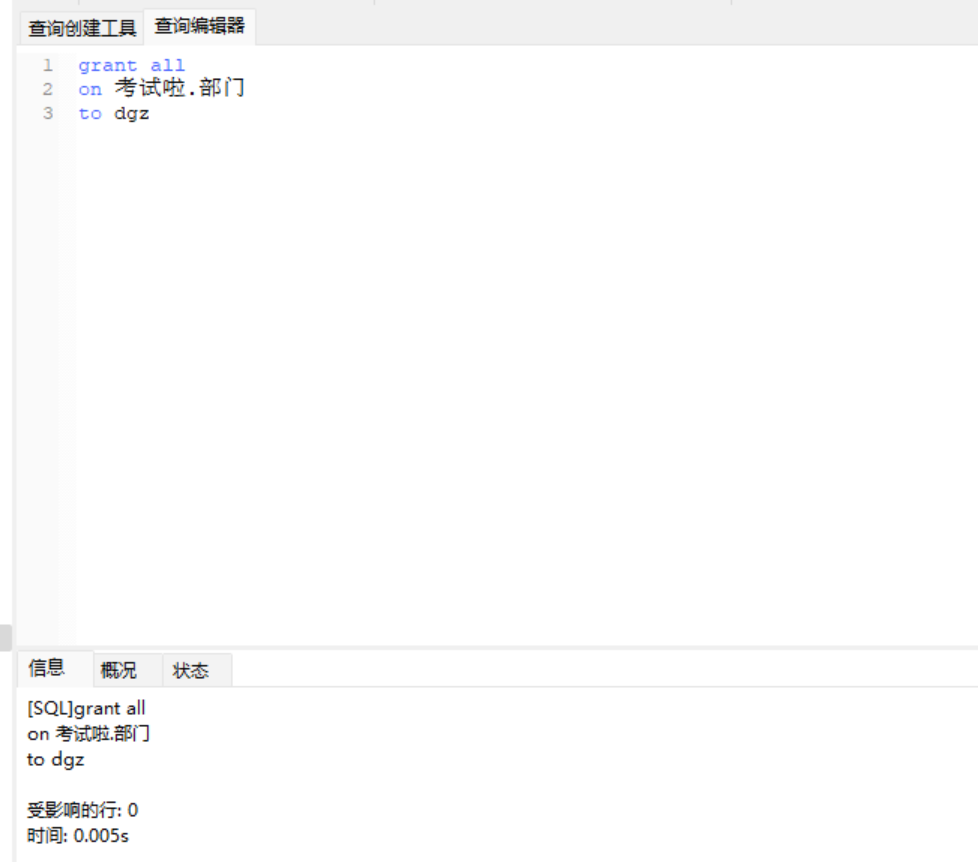 查询创建工具 查询编辑器
1 grant all
2 on 考试啦.部门
3 to dgz
信息 概况 状态
[SQL]grant all
on 考试啦.部门
to dgz
受影响的行: 0
时间: 0.005s